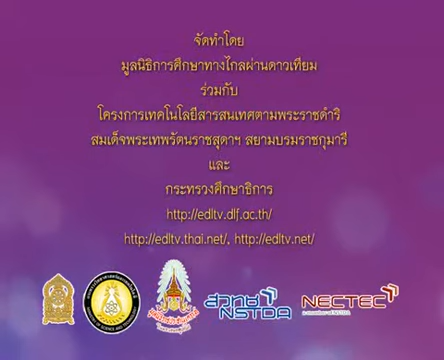 จัดทำโดย
มูลนิธิการศึกษาทางไกลผ่านดาวเทียม
ร่วมกับ
โครงการเทคโนโลยีสารสนเทศตามพระราชดำริ
สมเด็จพระเทพรัตนราชสุดาฯ สยามบรมราชกุมารี
และ
กระทรวงศึกษาธิการ
http://edltv.dlf.ac.th/
http://edltv.thai.net/, http://edltv.net/
สวทช
NSTDA
NECTEC